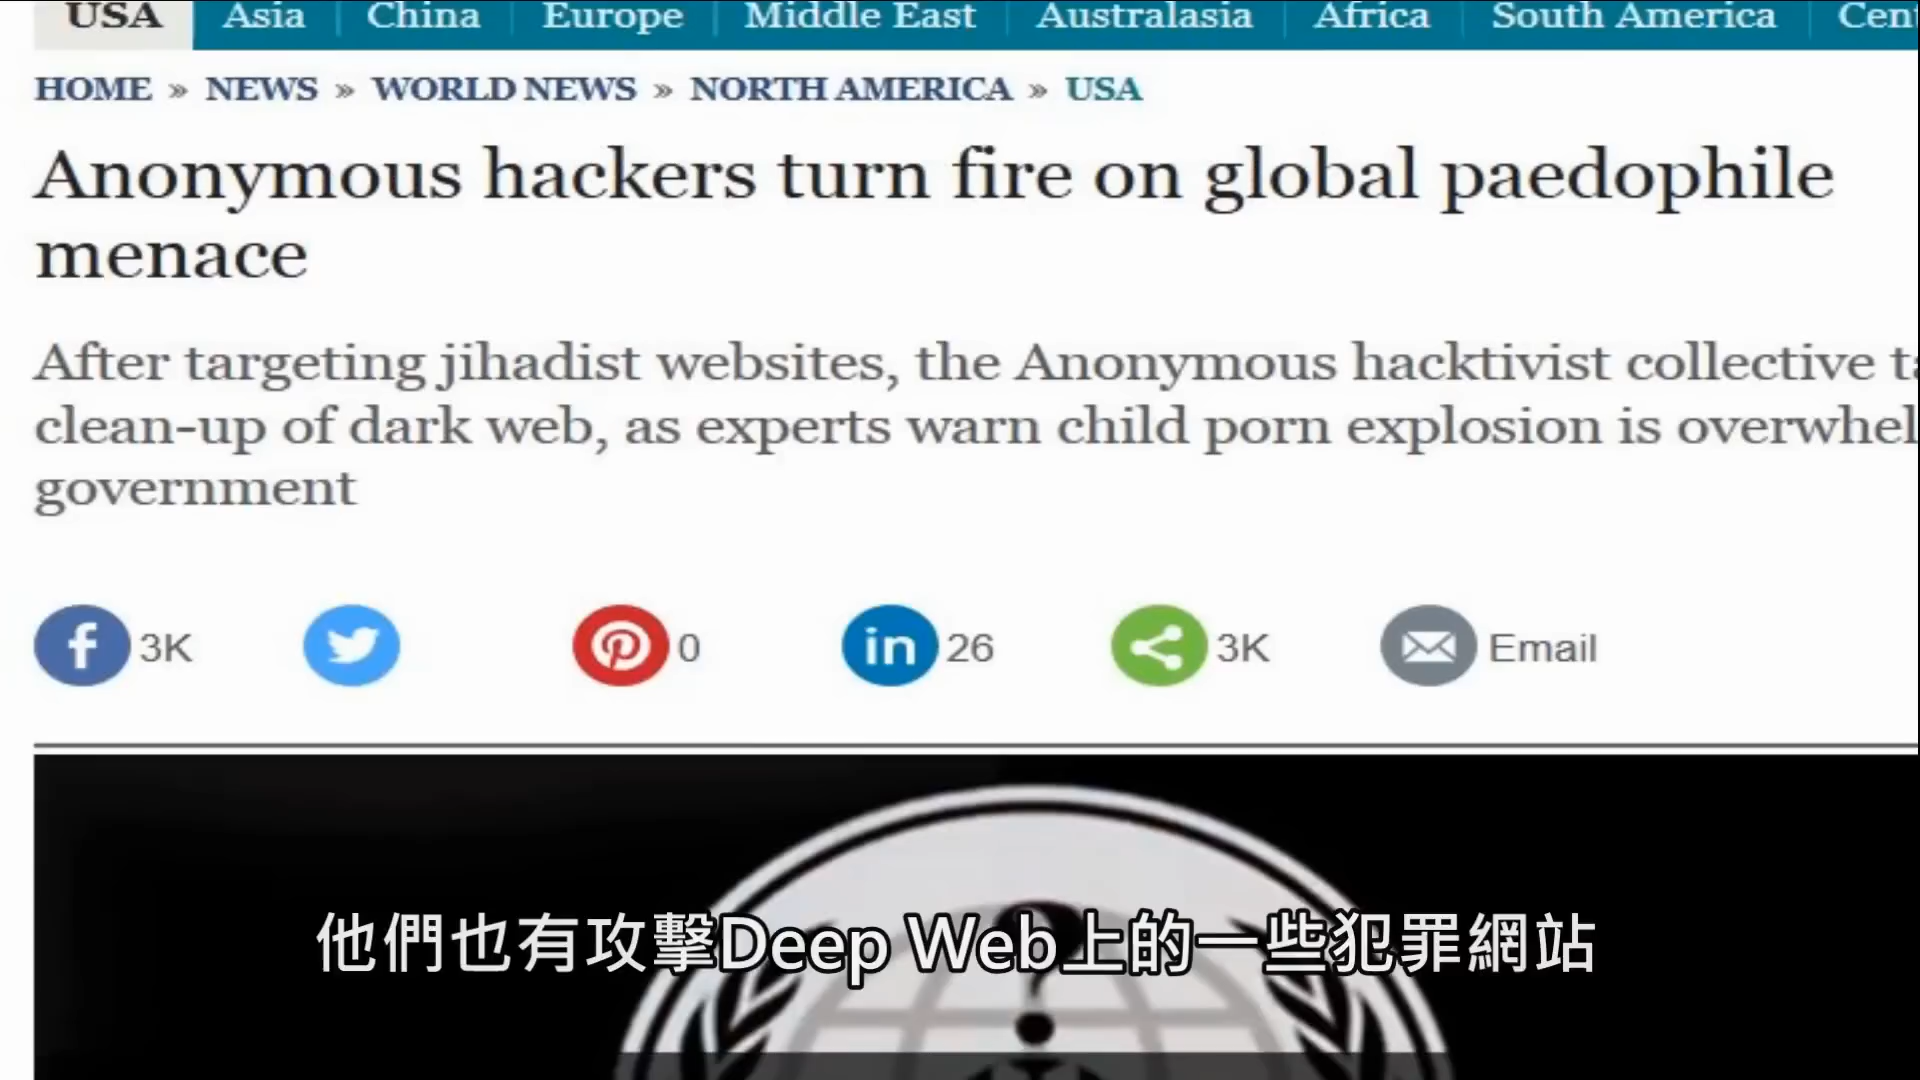 USA Asia China Europe Middle East Australasia Africa South America
HOME » NEWS » WORLD NEWS » NORTH AMERICA » USA
Anonymous hackers turn fire on global paedophile
menace
After targeting jihadist websites, the Anonymous hacktivist collective
clean-up of dark web, as experts warn child porn explosion is
government
3K 0 26 3K Email
他們也有攻擊Deep Web上的一些犯罪網站